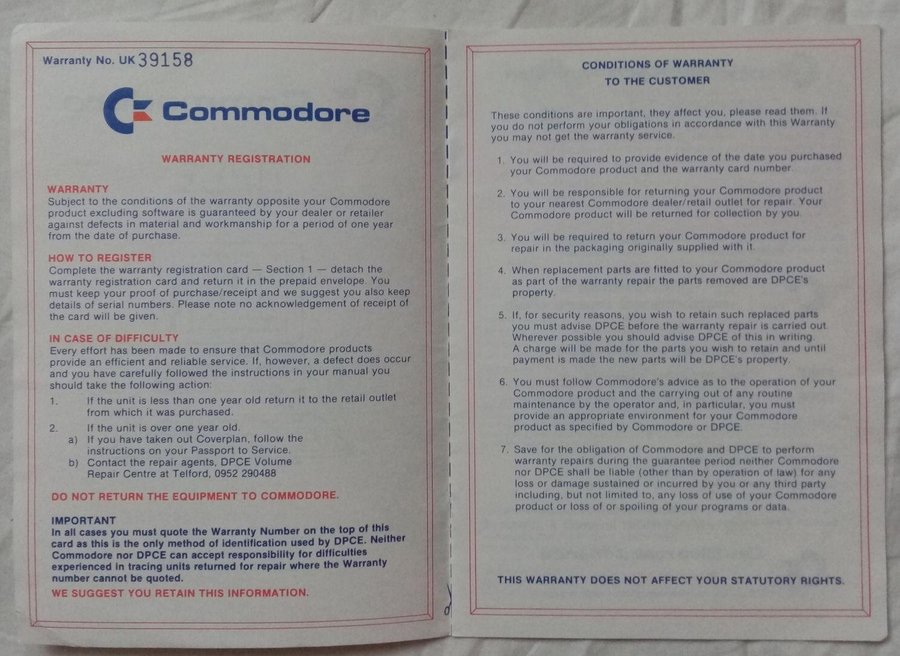 Warranty No. UK 39158
Commodore
WARRANTY REGISTRATION
WARRANTY
Subject to the conditions of the warranty opposite your Commodore
product excluding software is guaranteed by your dealer or retailer
against defects in material and workmanship for a period of one year
from the date of purchase.
HOW TO REGISTER
Complete the warranty registration card — Section 1 — detach the
warranty registration card and return it in the prepaid envelope. You
must keep your proof of purchase/receipt and we suggest you also keep
details of serial numbers. Please note no acknowledgement of receipt of
the card will be given.
IN CASE OF DIFFICULTY
Every effort has been made to ensure that Commodore products
provide an efficient and reliable service. If, however, a defect does occur
and you have carefully followed the instructions in your manual you
should take the following action:
1. If the unit is less than one year old return it to the retail outlet
from which it was purchased.
2. If the unit is over one year old.
a) If you have taken out Coverplan, follow the
instructions on your Passport to Service.
b) Contact the repair agents, DPCE Volume
Repair Centre at Telford, 0952 290488
DO NOT RETURN THE EQUIPMENT TO COMMODORE.
IMPORTANT
In all cases you must quote the Warranty Number on the top of this
card as this is the only method of identification used by DPCE. Neither
Commodore nor DPCE can accept responsibility for difficulties
experienced in tracing units returned for repair where the Warranty
number cannot be quoted.
WE SUGGEST YOU RETAIN THIS INFORMATION.
CONDITIONS OF WARRANTY
TO THE CUSTOMER
These conditions are important, they affect you, please read them. If
you do not perform your obligations in accordance with this Warranty
you may not get the warranty service.
1. You will be required to provide evidence of the date you purchased
your Commodore product and the warranty card number.
2. You will be responsible for returning your Commodore product
to your nearest Commodore dealer/retail outlet for repair. Your
Commodore product will be returned for collection by you.
3. You will be required to return your Commodore product for
repair in the packaging originally supplied with it.
4. When replacement parts are fitted to your Commodore product
as part of the warranty repair the parts removed are DPCE's
property.
5. If, for security reasons, you wish to retain such replaced parts
you must advise DPCE before the warranty repair is carried out.
Wherever possible you should advise DPCE of this in writing.
A charge will be made for the parts you wish to retain and until
payment is made the new parts will be DPCE's property.
6. You must follow Commodore's advice as to the operation of your
Commodore product and the carrying out of any routine
maintenance by the operator and, in particular, you must
provide an appropriate environment for your Commodore
product as specified by Commodore or DPCE.
7. Save for the obligation of Commodore and DPCE to perform
warranty repairs during the guarantee period neither Commodore
nor DPCE shall be liable (other than by operation of law) for any
loss or damage sustained or incurred by you or any third party
including, but not limited to, any loss of use of your Commodore
product or loss of or spoiling of your programs or data.
THIS WARRANTY DOES NOT AFFECT YOUR STATUTORY RIGHTS.